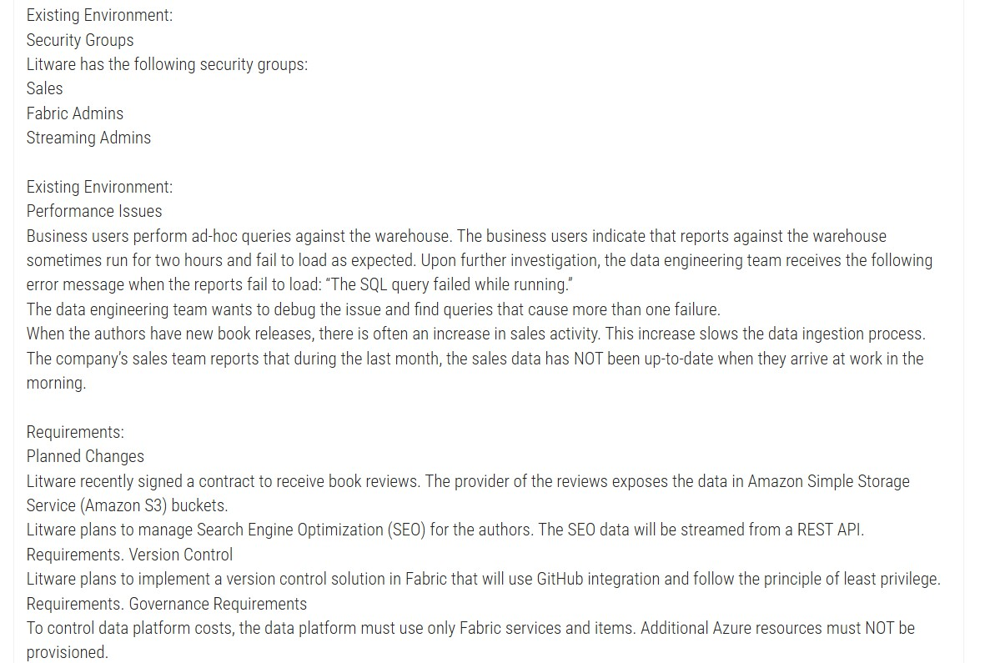 Existing Environment:
Security Groups
Litware has the following security groups:
Sales
Fabric Admins
Streaming Admins
Existing Environment:
Performance Issues
Business users perform ad-hoc queries against the warehouse. The business users indicate that reports against the warehouse
sometimes run for two hours and fail to load as expected. Upon further investigation, the data engineering team receives the following
error message when the reports fail to load: “The SQL query failed while running.”
The data engineering team wants to debug the issue and find queries that cause more than one failure.
When the authors have new book releases, there is often an increase in sales activity. This increase slows the data ingestion process.
The company’s sales team reports that during the last month, the sales data has NOT been up-to-date when they arrive at work in the
morning.
Requirements:
Planned Changes
Litware recently signed a contract to receive book reviews. The provider of the reviews exposes the data in Amazon Simple Storage
Service (Amazon S3) buckets.
Litware plans to manage Search Engine Optimization (SEO) for the authors. The SEO data will be streamed from a REST API.
Requirements. Version Control
Litware plans to implement a version control solution in Fabric that will use GitHub integration and follow the principle of least privilege.
Requirements. Governance Requirements
To control data platform costs, the data platform must use only Fabric services and items. Additional Azure resources must NOT be
provisioned.